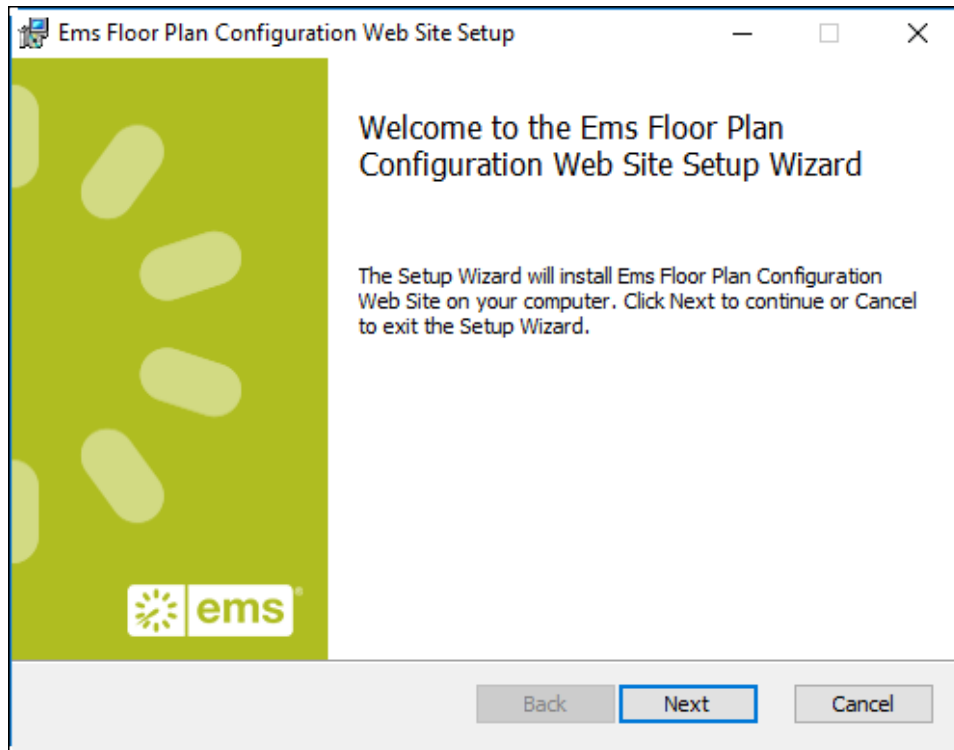 Ems Floor Plan Configuration Web Site Setup
Welcome to the Ems Floor Plan
Configuration Web Site Setup Wizard
The Setup Wizard will install Ems Floor Plan Configuration
Web Site on your computer. Click Next to continue or Cancel
to exit the Setup Wizard.
ems®
Back
Next
Cancel